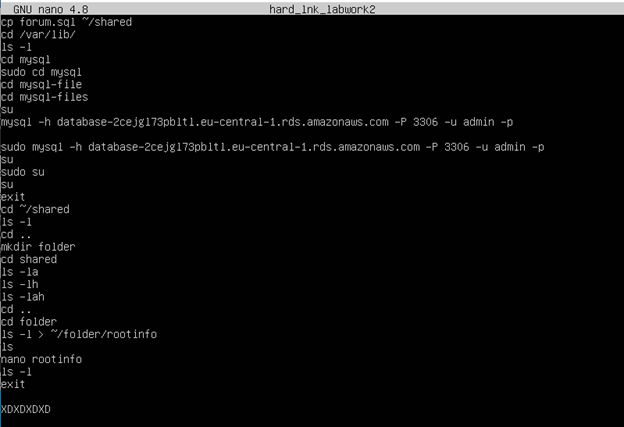 GNU nano 4.8 hard_lnk_labwork2
cp forum.sql ~/shared
cd /var/lib/
ls -l
cd mysql
sudo cd mysql
cd mysql-file
cd mysql-files
su
mysql -h database-2cejgl73pbltl.eu-central-1.rds.amazonaws.com -P 3306 -u admin -p
sudo mysql -h database-2cejgl73pbltl.eu-central-1.rds.amazonaws.com -P 3306 -u admin -p
su
sudo su
su
exit
cd ~/shared
ls -l
cd ..
mkdir folder
cd shared
ls -la
ls -lh
ls -lah
cd ..
cd folder
ls -l > ~/folder/rootinfo
ls
nano rootinfo
ls -l
exit
XDXDXDXD